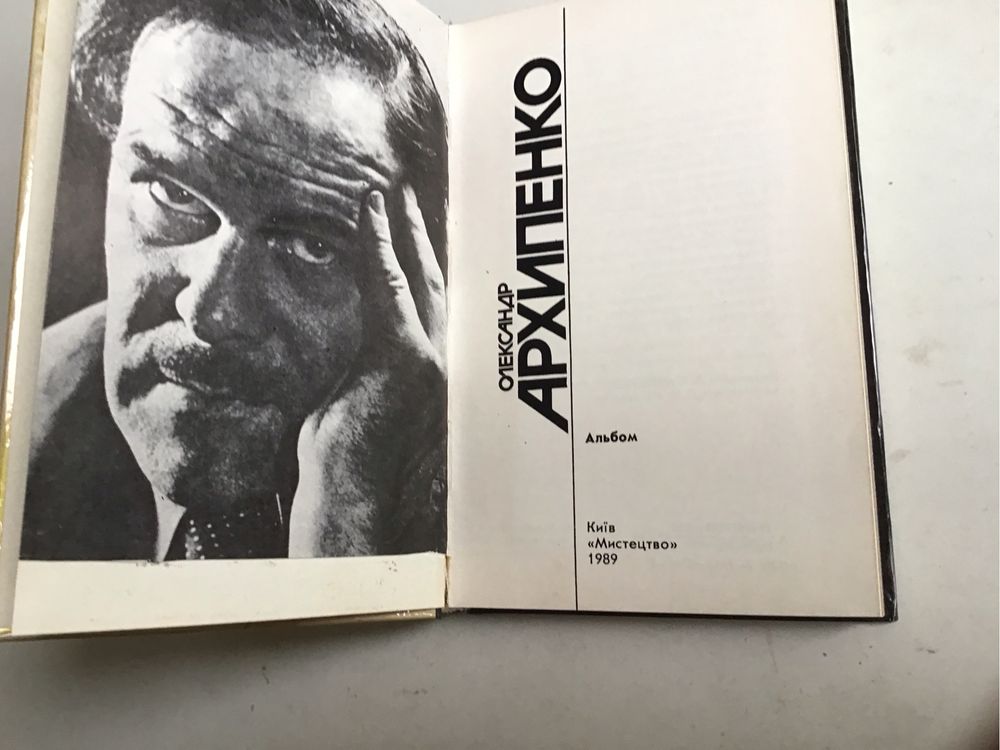 ОЛЕКСАНДР
АРХИПЕНКО
Альбом
Київ
«Мистецтво»
1989